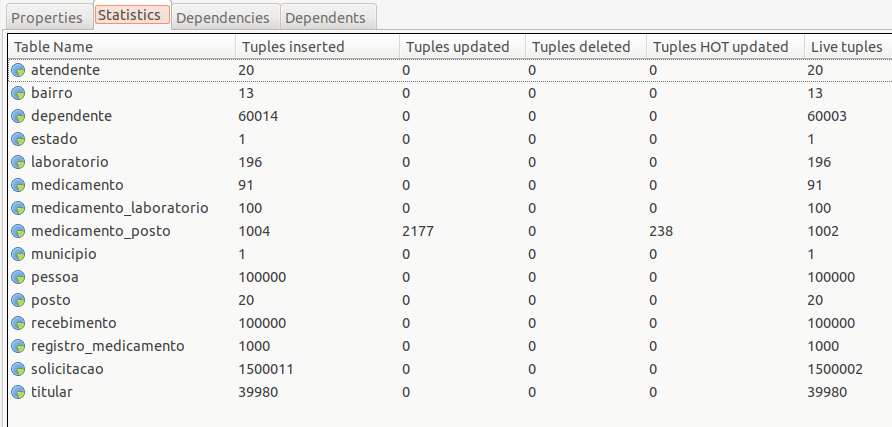 Properties Statistics Dependencies Dependents
Table Name Tuples inserted Tuples updated Tuples deleted Tuples HOT updated Live tuples
atendente 20 0 0 0 20
bairro 13 0 0 0 13
dependente 60014 0 0 0 60003
estado 1 0 0 0 1
laboratorio 196 0 0 0 196
medicamento 91 0 0 0 91
medicamento_laboratorio 100 0 0 0 100
medicamento_posto 1004 2177 0 238 1002
municipio 1 0 0 0 1
pessoa 100000 0 0 0 100000
posto 20 0 0 0 20
recebimento 100000 0 0 0 100000
registro_medicamento 1000 0 0 0 1000
solicitacao 1500011 0 0 0 1500002
titular 39980 0 0 0 39980